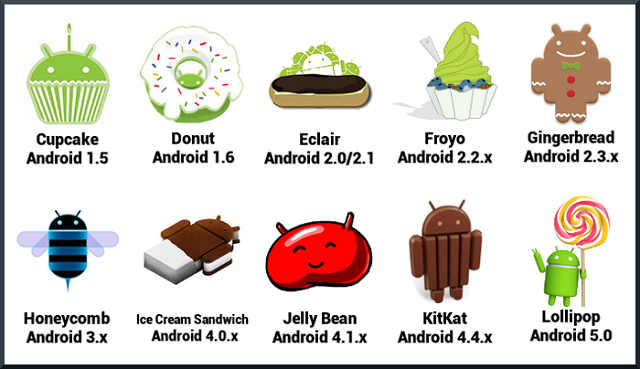 Cupcake
Android 1.5
Donut
Android 1.6
Eclair
Android 2.0/2.1
Froyo
Android 2.2.x
Gingerbread
Android 2.3.x
Honeycomb
Android 3.x
Ice Cream Sandwich
Android 4.0.x
Jelly Bean
Android 4.1.x
KitKat
Android 4.4.x
Lollipop
Android 5.0